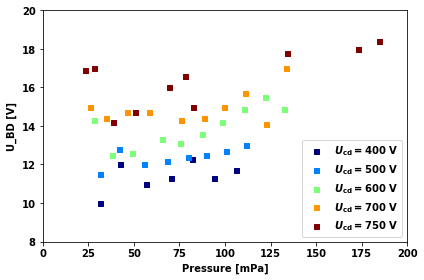 20
18
16
14
12
10
8
U_BD [V]
0 25 50 75 100 125 150 175 200
Pressure [mPa]
U_cd = 400 V
U_cd = 500 V
U_cd = 600 V
U_cd = 700 V
U_cd = 750 V